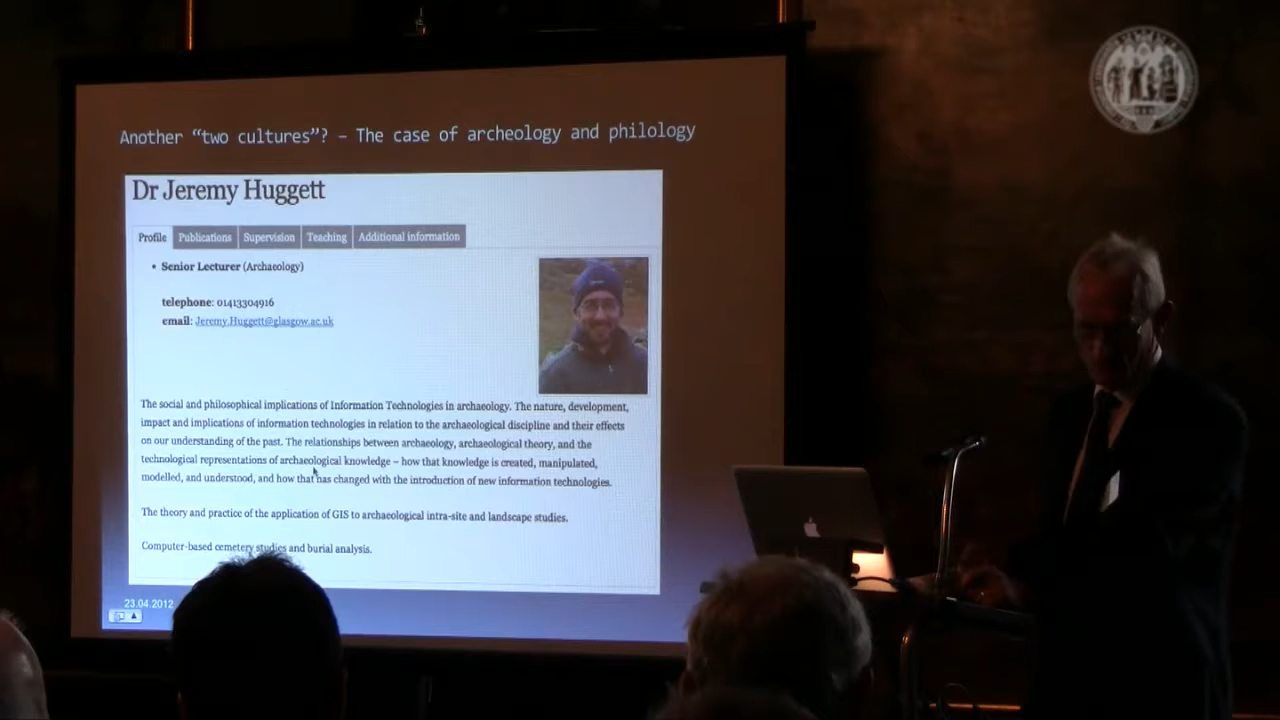 Another “two cultures”? – The case of archeology and philology
Dr Jeremy Huggett
Profile Publications Supervision Teaching Additional information
• Senior Lecturer (Archaeology)
telephone: 01413304916
email: Jeremy.Huggett@glasgow.ac.uk
The social and philosophical implications of Information Technologies in archaeology. The nature, development,
impact and implications of information technologies in relation to the archaeological discipline and their effects
on our understanding of the past. The relationships between archaeology, archaeological theory, and the
technological representations of archaeological knowledge – how that knowledge is created, manipulated,
modelled, and understood, and how that has changed with the introduction of new information technologies.
The theory and practice of the application of GIS to archaeological intra-site and landscape studies.
Computer-based cemetery studies and burial analysis.
23.04.2012